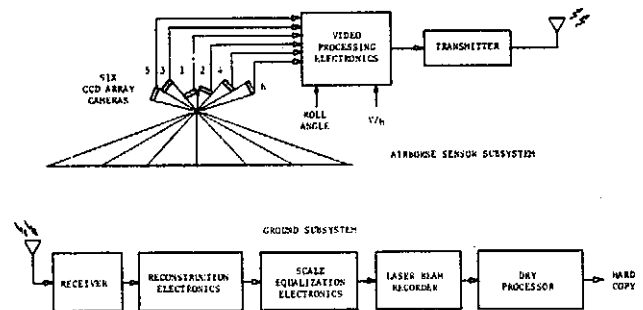 VIDEO
PROCESSING
ELECTRONICS
TRANSMITTER
SIX
CCD ARRAY
CAMERAS
5 3 1 2 4
6
ROLL
ANGLE
V/h
AIRBORNE SENSOR SUBSYSTEM
GROUND SUBSYSTEM
RECEIVER
RECONSTRUCTION
ELECTRONICS
SCALE
EQUALIZATION
ELECTRONICS
LASER BEAM
RECORDER
DRY
PROCESSOR
HARD
COPY